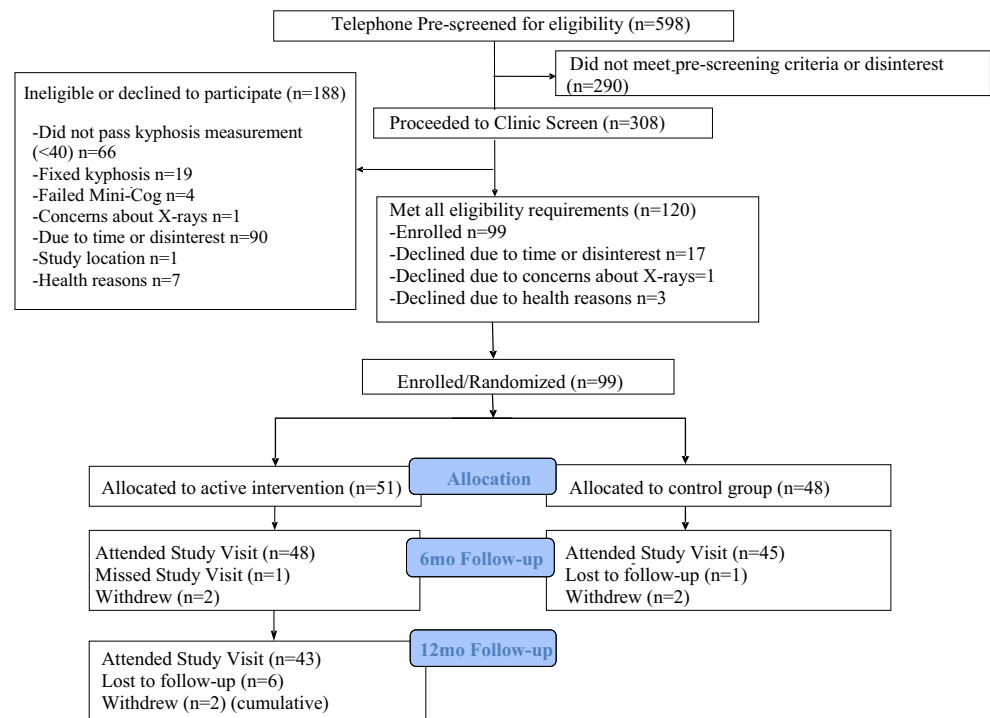 Telephone Pre-screened for eligibility (n=598)
Did not meet pre-screening criteria or disinterest
(n=290)
Ineligible or declined to participate (n=188)
-Did not pass kyphosis measurement
(<40) n=66
-Fixed kyphosis n=19
-Failed Mini-Cog n=4
-Concerns about X-rays n=1
-Due to time or disinterest n=90
-Study location n=1
-Health reasons n=7
Proceeded to Clinic Screen (n=308)
Met all eligibility requirements (n=120)
-Enrolled n=99
-Declined due to time or disinterest n=17
-Declined due to concerns about X-rays=1
-Declined due to health reasons n=3
Enrolled/Randomized (n=99)
Allocated to active intervention (n=51)
Allocation
Allocated to control group (n=48)
Attended Study Visit (n=48)
Missed Study Visit (n=1)
Withdrew (n=2)
6mo Follow-up
Attended Study Visit (n=45)
Lost to follow-up (n=1)
Withdrew (n=2)
12mo Follow-up
Attended Study Visit (n=43)
Lost to follow-up (n=6)
Withdrew (n=2) (cumulative)